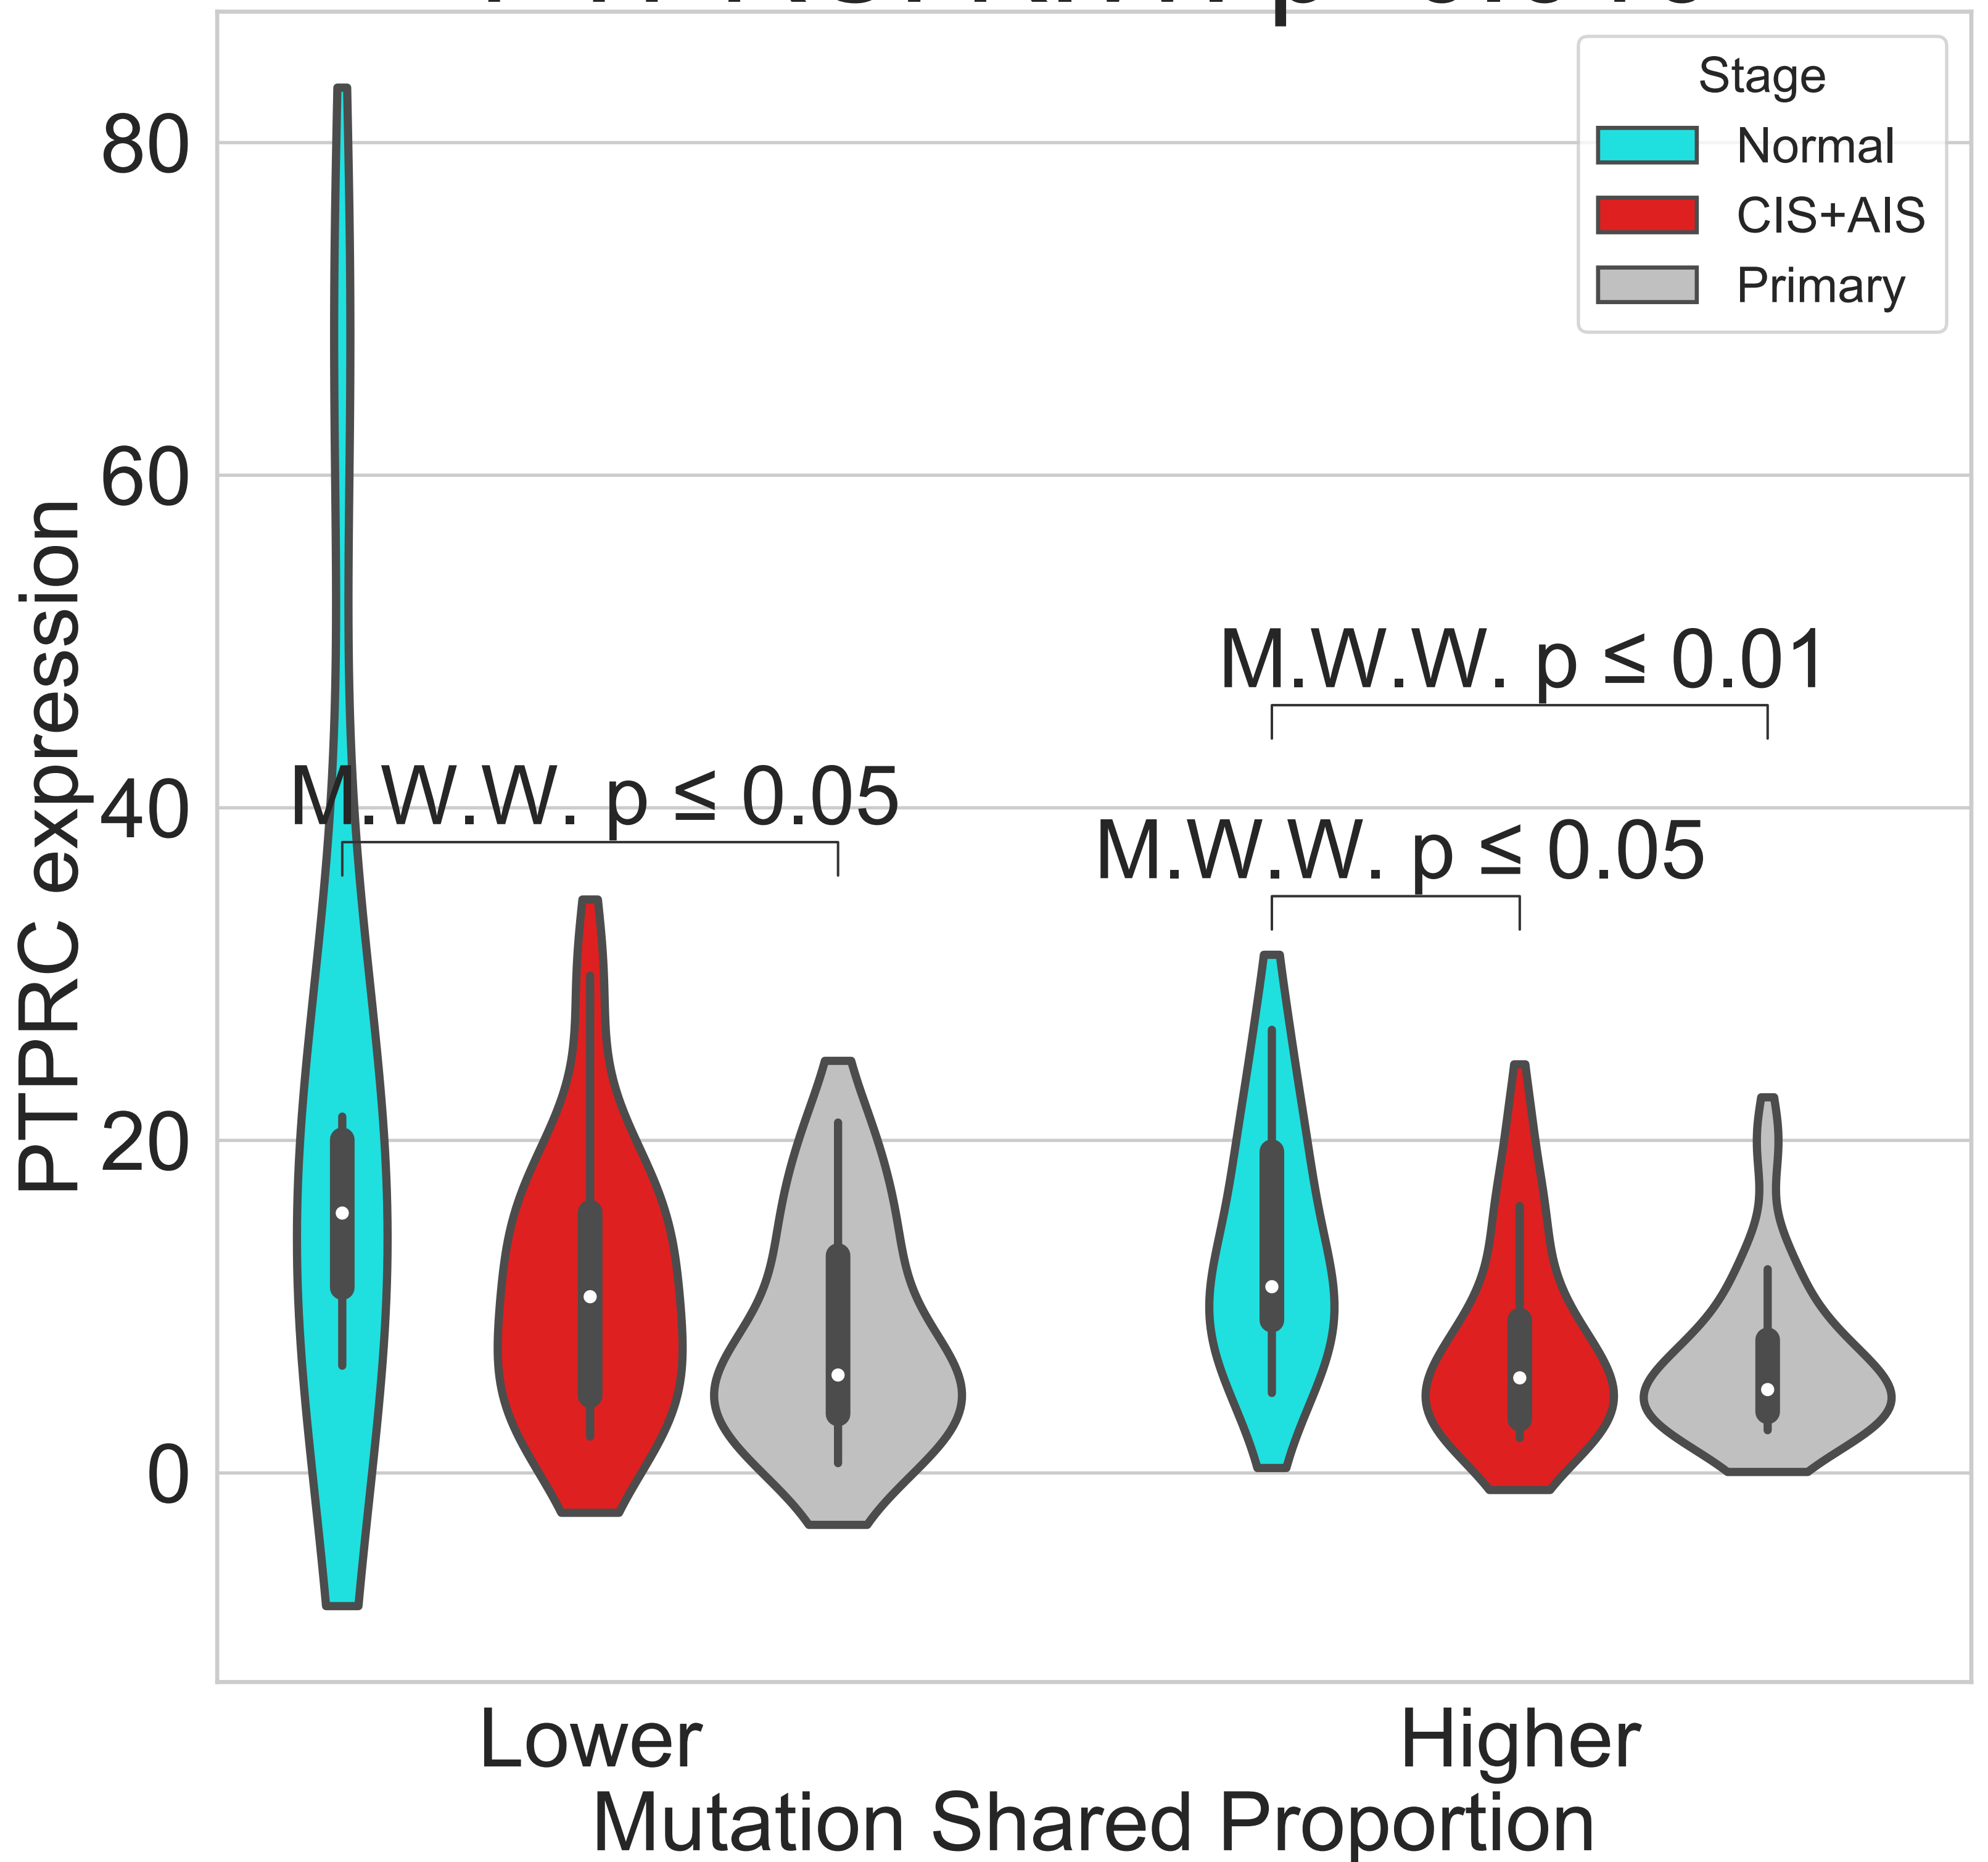 Stage
Normal
CIS+AIS
Primary
80
60
40
20
0
PTPRC expression
M.W.W. p ≤ 0.01
M.W.W. p ≤ 0.05
M.W.W. p ≤ 0.05
Lower
Higher
Mutation Shared Proportion